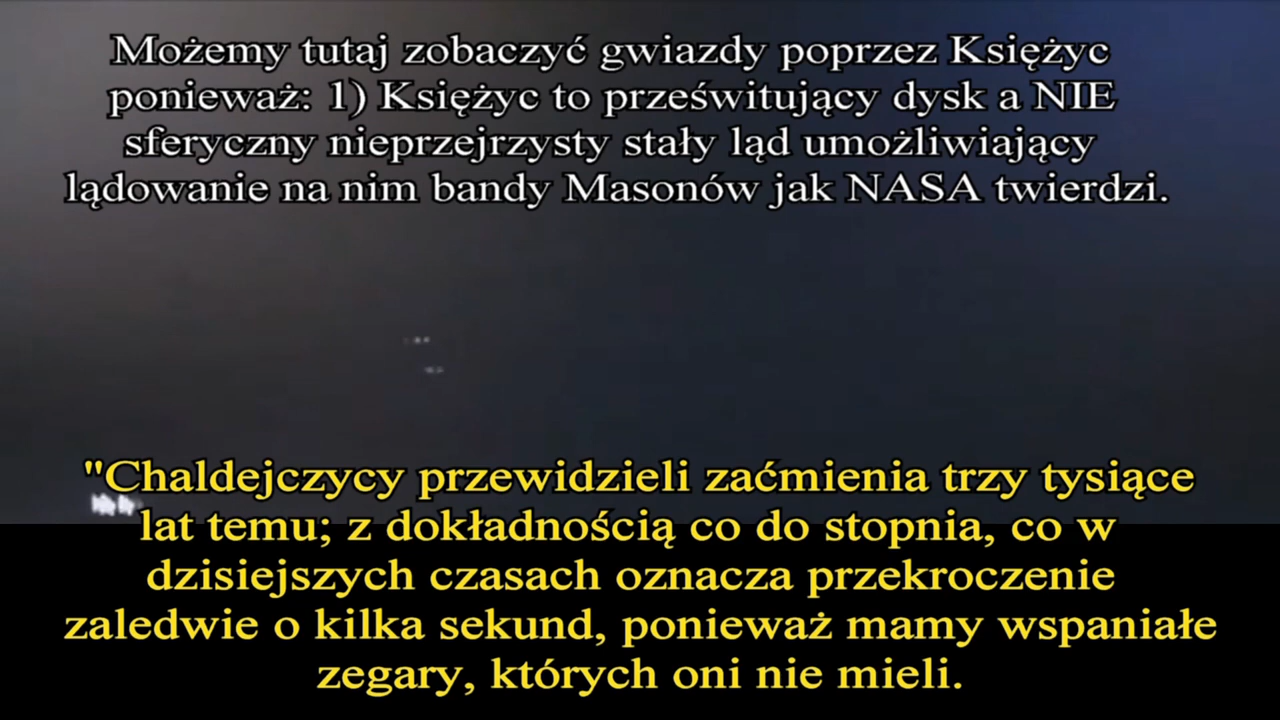 Możemy tutaj zobaczyć gwiazdy poprzez Księżyc
ponieważ: 1) Księżyc to prześwitujący dysk a NIE
sferyczny nieprzejrzysty stały ląd umożliwiający
lądowanie na nim bandy Masonów jak NASA twierdzi.
"Chaldejczycy przewidzieli zaćmienia trzy tysiące
lat temu; z dokładnością co do stopnia, co w
dzisiejszych czasach oznacza przekroczenie
zaledwie o kilka sekund, ponieważ mamy wspaniałe
zegary, których oni nie mieli.